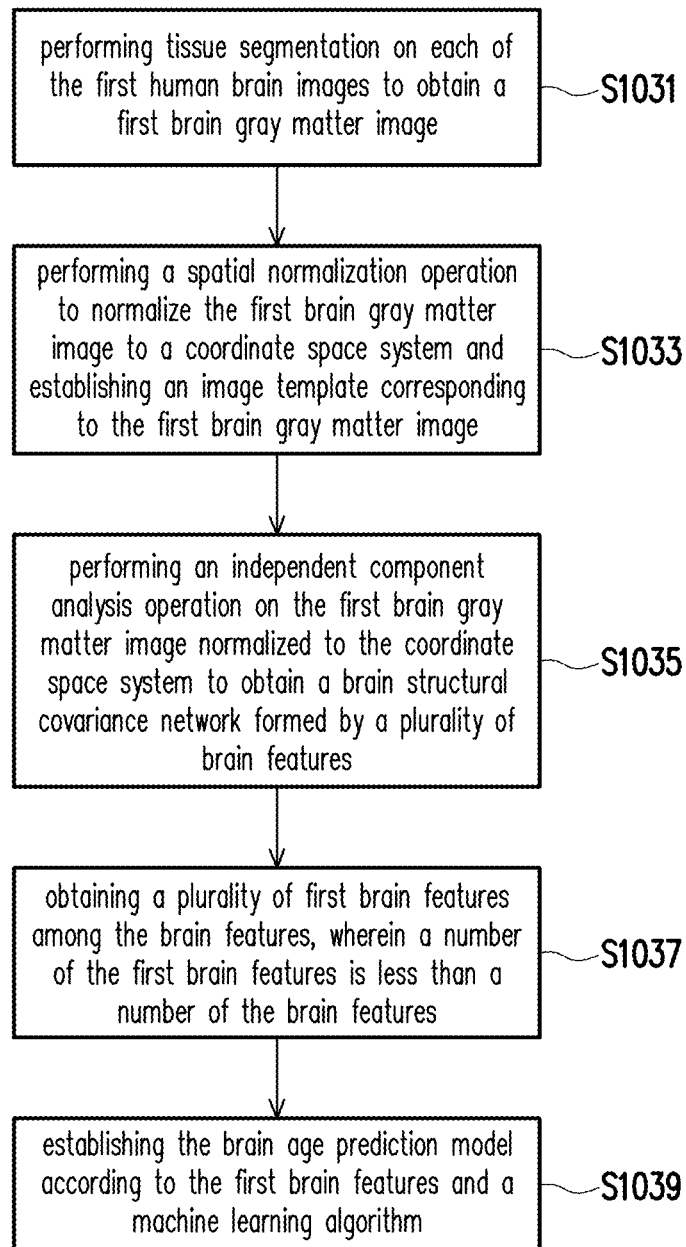 performing tissue segmentation on each of
the first human brain images to obtain a
first brain gray matter image
S1031
performing a spatial normalization operation
to normalize the first brain gray matter
image to a coordinate space system and
establishing an image template corresponding
to the first brain gray matter image
S1033
performing an independent component
analysis operation on the first brain gray
matter image normalized to the coordinate
space system to obtain a brain structural
covariance network formed by a plurality of
brain features
S1035
obtaining a plurality of first brain features
among the brain features, wherein a number
of the first brain features is less than a
number of the brain features
S1037
establishing the brain age prediction model
according to the first brain features and a
machine learning algorithm
S1039